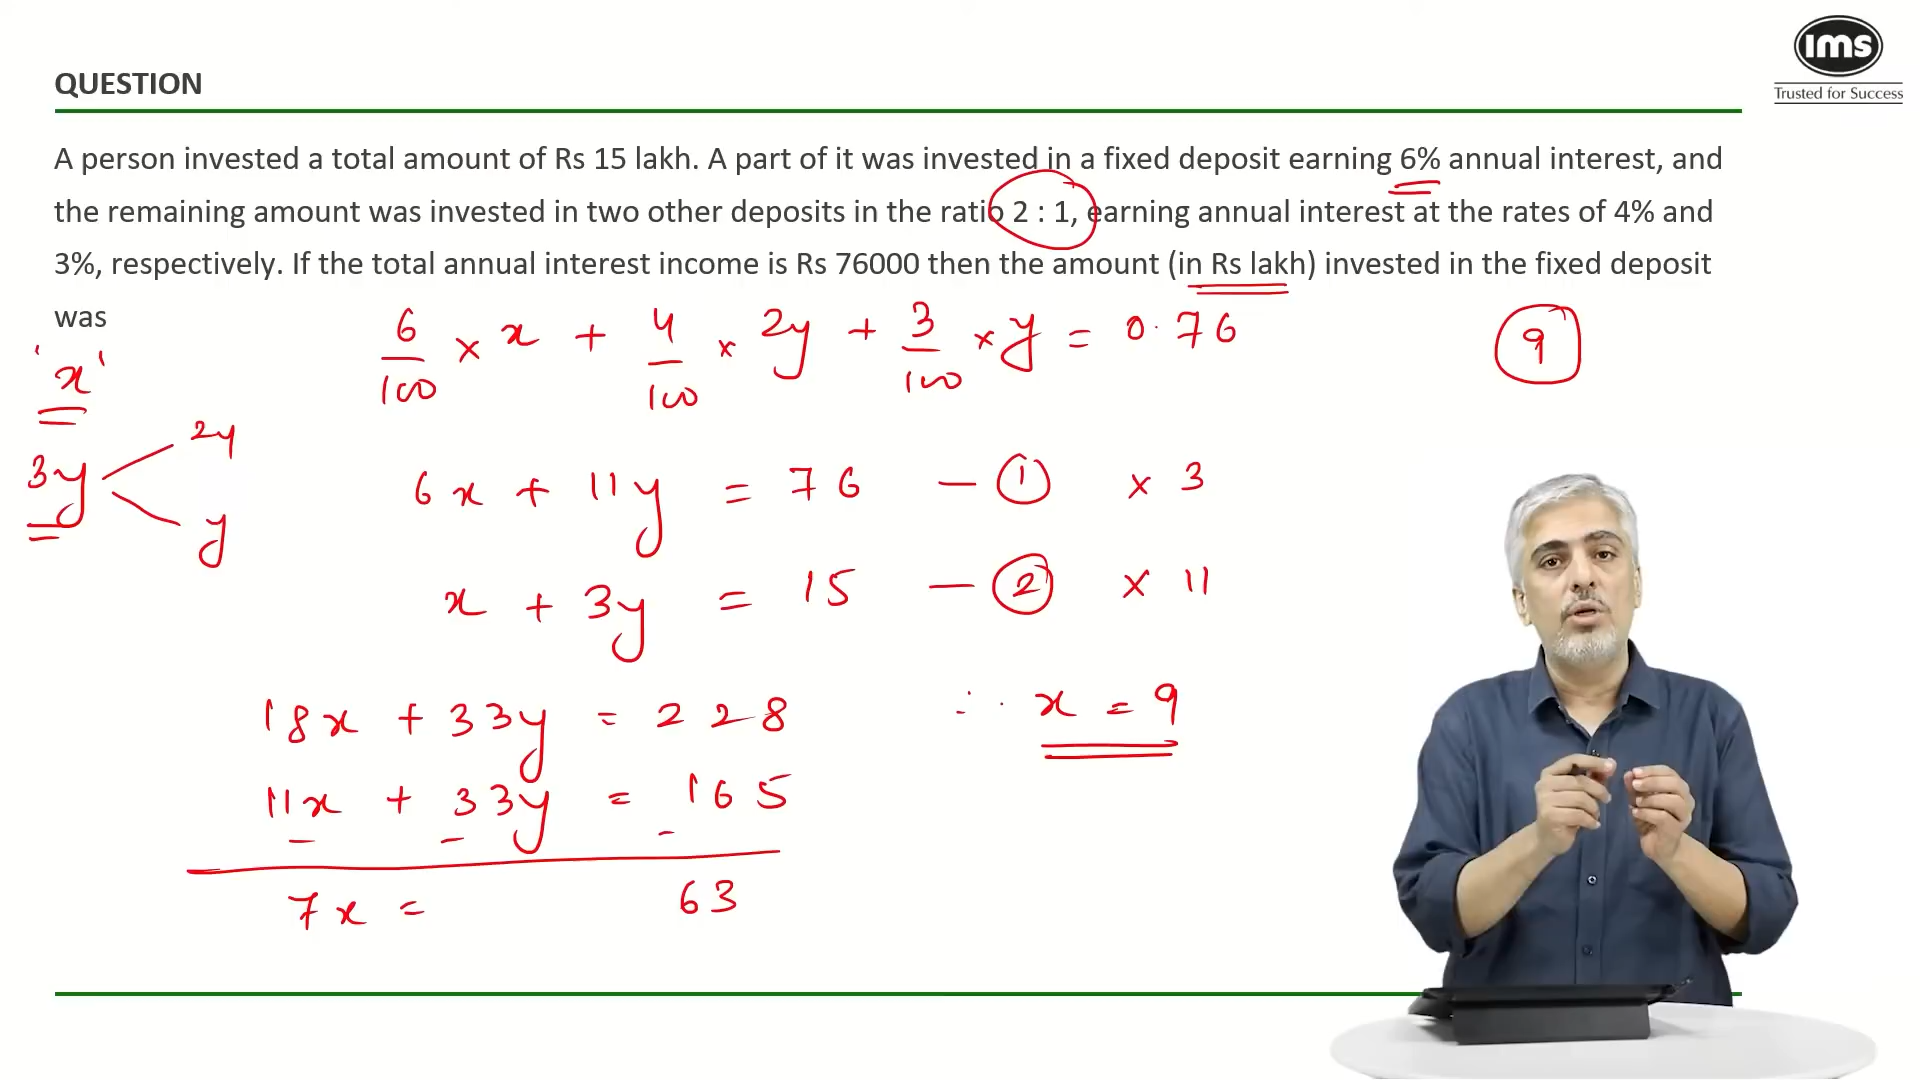 ims
Trusted for Success
QUESTION
A person invested a total amount of Rs 15 lakh. A part of it was invested in a fixed deposit earning 6% annual interest, and
the remaining amount was invested in two other deposits in the ratio 2 : 1, earning annual interest at the rates of 4% and
3%, respectively. If the total annual interest income is Rs 76000 then the amount (in Rs lakh) invested in the fixed deposit
was
6/100 × x + 4/100 × 2y + 3/100 × y = 0.76
9
'x'
2y
3y
y
6x + 11y = 76 — ① × 3
x + 3y = 15 — ② × 11
18x + 33y = 228
∴ x = 9
11x + 33y = 165
- - -
7x = 63